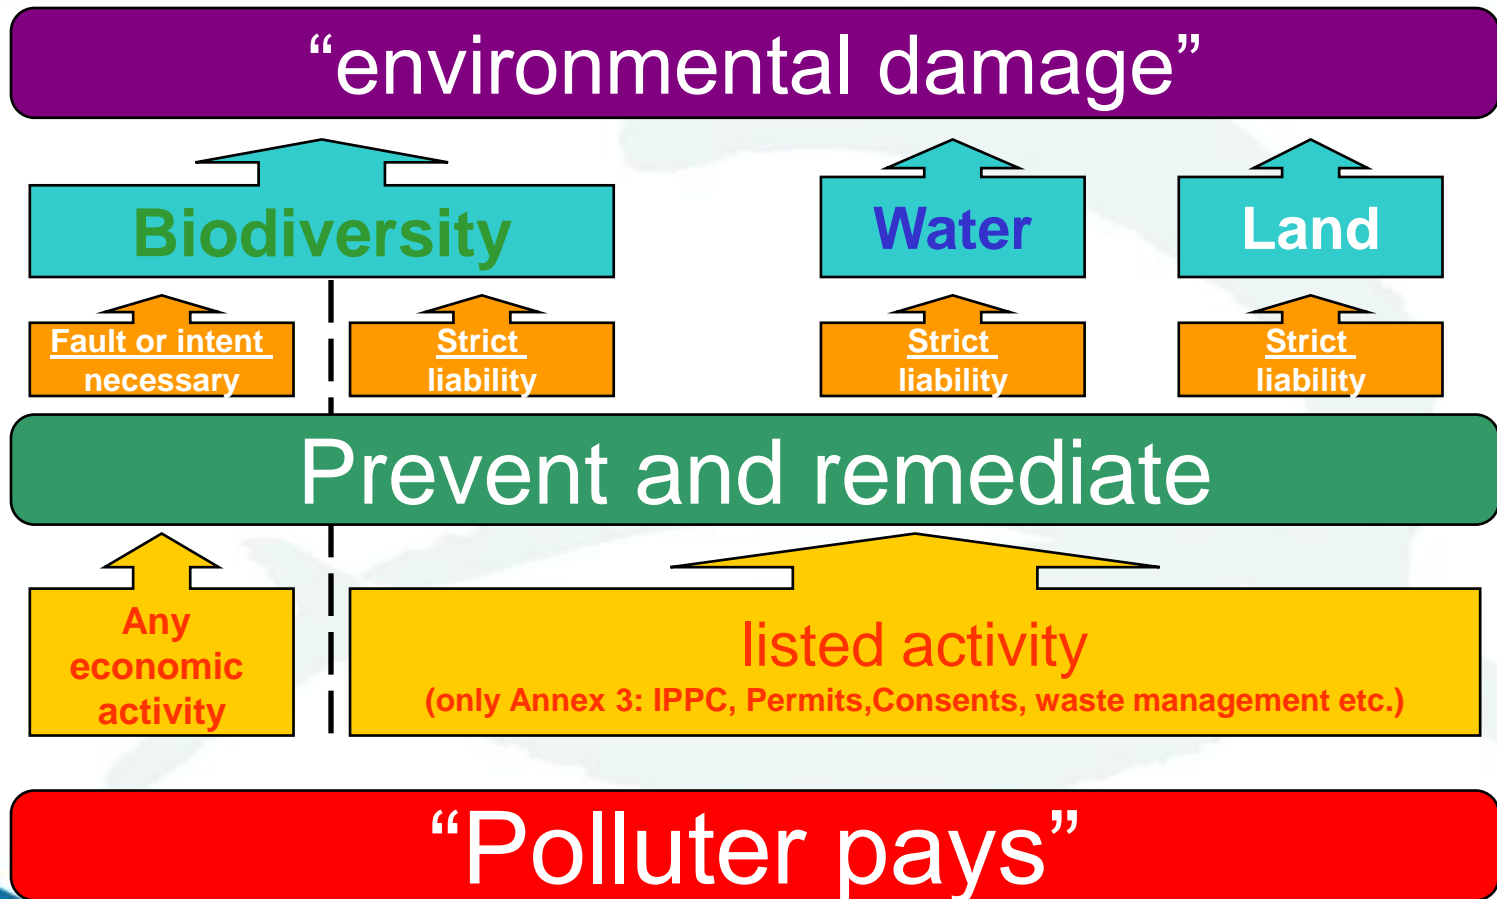 “environmental damage”
Biodiversity
Water
Land
Fault or intent
necessary
Strict
liability
Strict
liability
Strict
liability
Prevent and remediate
Any
economic
activity
listed activity
(only Annex 3: IPPC, Permits,Consents, waste management etc.)
“Polluter pays”